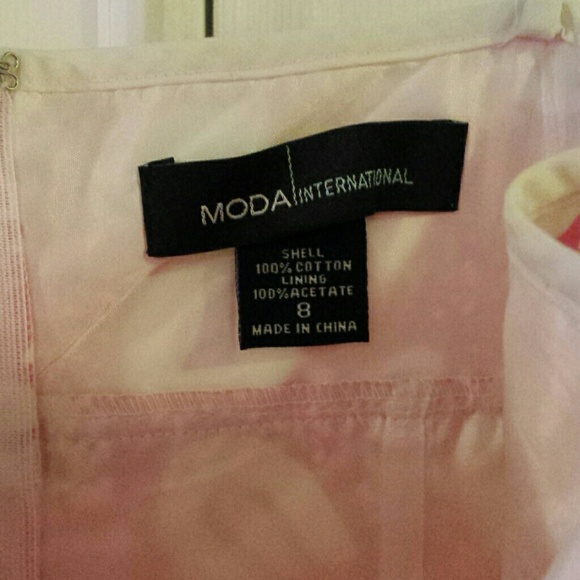 MODA INTERNATIONAL
SHELL
100% COTTON
LINING
100% ACETATE
8
MADE IN CHINA